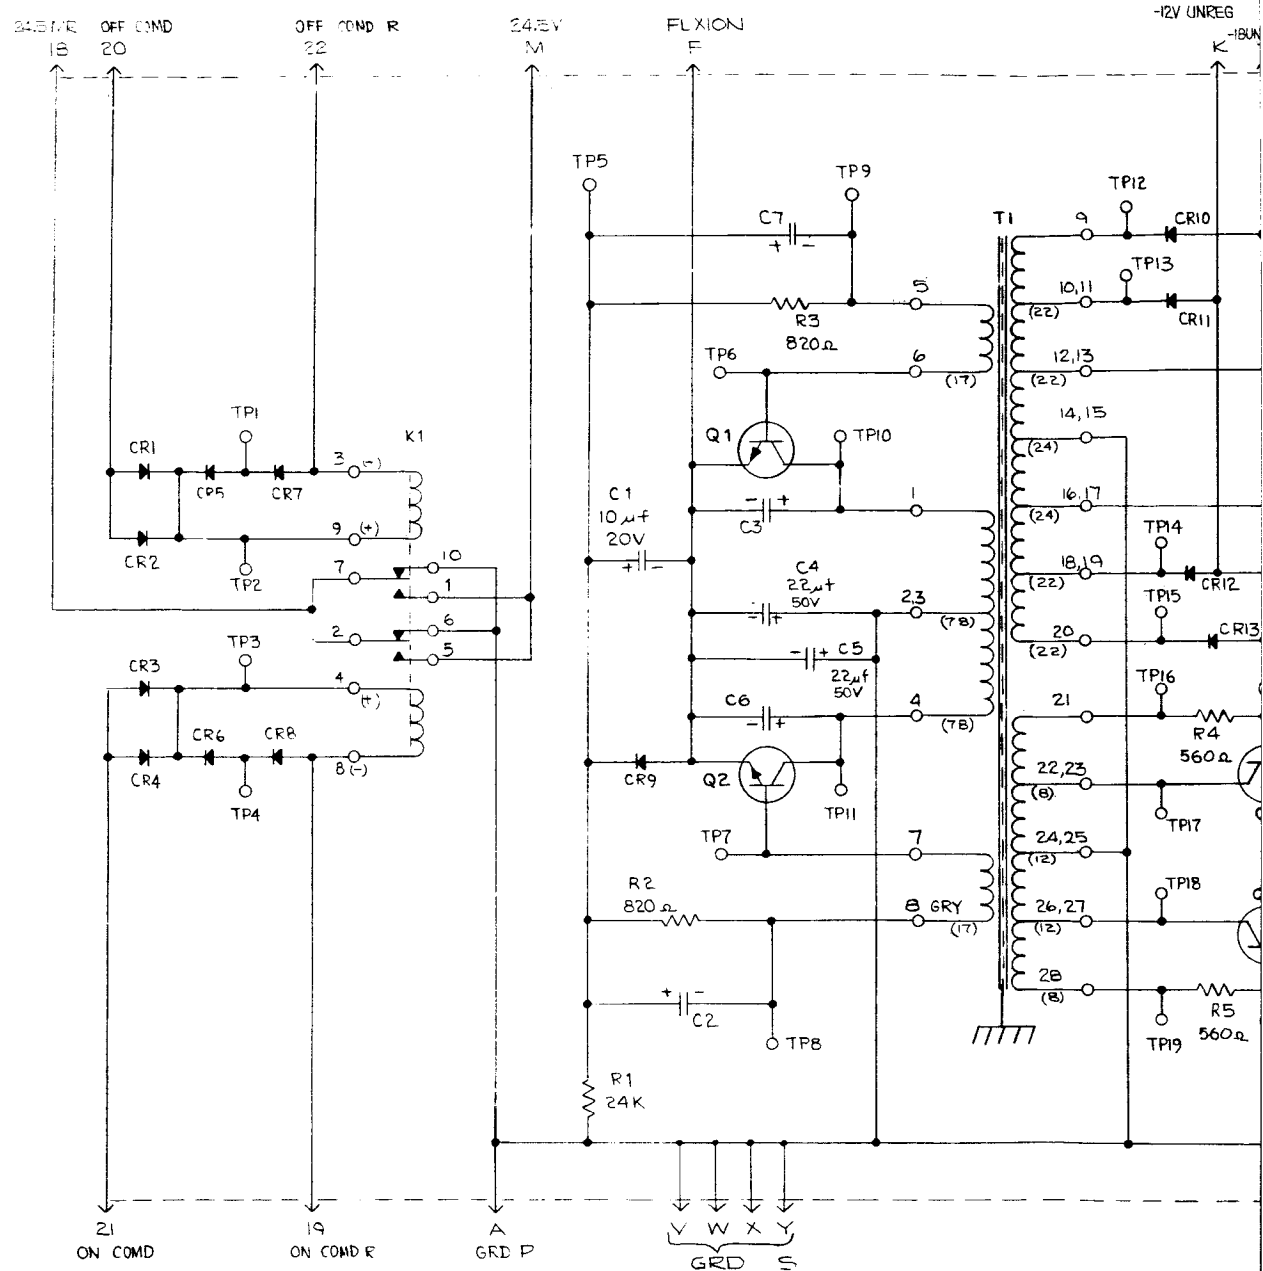 -12V UNREG
OFF COMD
OFF COND R
24.5V
FLXION
18
20
22
M
F
K
-18UN
TP5
TP9
TP12
C7
+ -
T1
9
CR10
TP13
5
10,11
(22)
CR11
R3
820Ω
TP6
6
(17)
12,13
(22)
TP1
K1
Q1
TP10
14,15
(24)
CR1
3 (-)
CR5
CR7
C1
10 μf
20V
+ -
- +
C3
1
16,17
(24)
9 (+)
CR2
TP2
TP14
7
10
1
C4
22μf
50V
- +
2,3
(78)
18,19
(22)
CR12
TP15
6
2
5
TP3
- +
C5
22μf
50V
20
(22)
CR13
CR3
4
(+)
C6
- +
4
(78)
TP16
21
R4
560Ω
CR6
CR8
CR4
8(-)
CR9
Q2
TP11
22,23
(8)
TP4
TP17
TP7
7
24,25
(12)
R2
820Ω
8 GRY
(17)
TP18
26,27
(12)
+ -
C2
28
(8)
R5
560Ω
TP8
TP19
R1
24K
21
19
A
V W X Y
ON COMD
ON COMD R
GRD P
GRD S